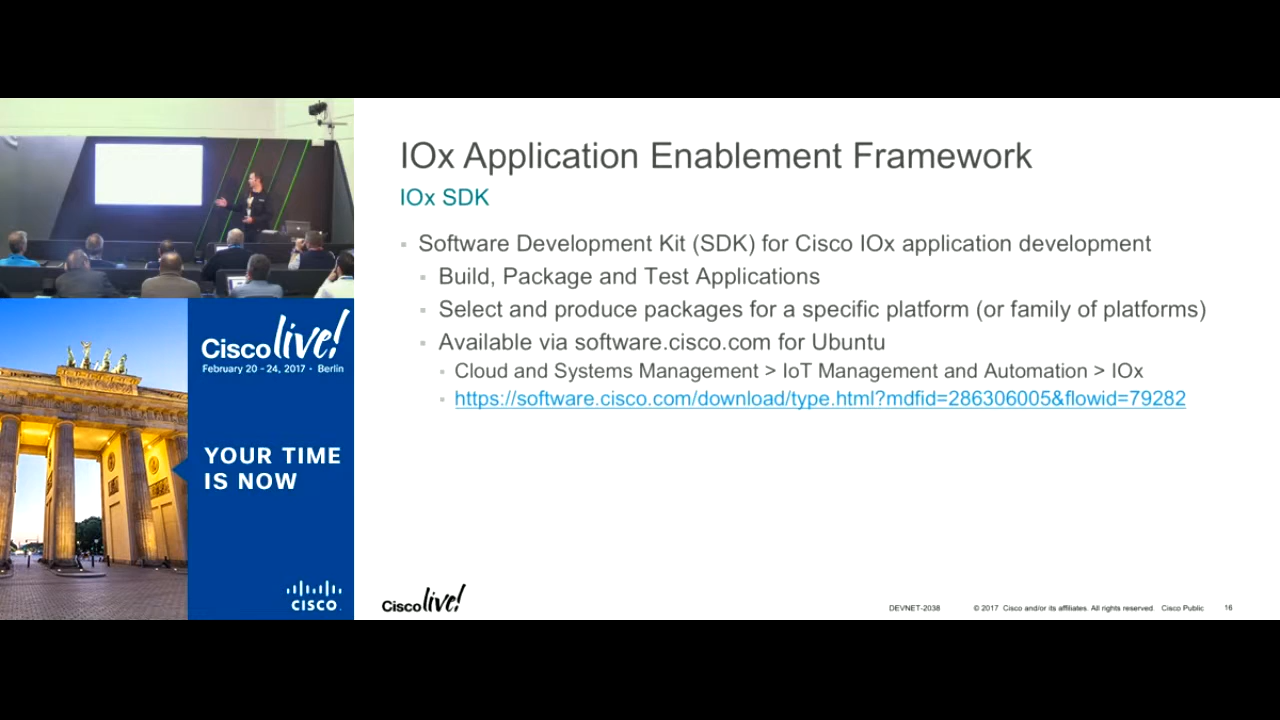 IOx Application Enablement Framework
IOx SDK
▪ Software Development Kit (SDK) for Cisco IOx application development
▪ Build, Package and Test Applications
▪ Select and produce packages for a specific platform (or family of platforms)
▪ Available via software.cisco.com for Ubuntu
▪ Cloud and Systems Management > IoT Management and Automation > IOx
▪ https://software.cisco.com/download/type.html?mdfid=286306005&flowid=79282
Cisco live!
February 20 - 24, 2017 · Berlin
YOUR TIME
IS NOW
CISCO.
Cisco live!
DEVNET-2038 © 2017 Cisco and/or its affiliates. All rights reserved. Cisco Public 16